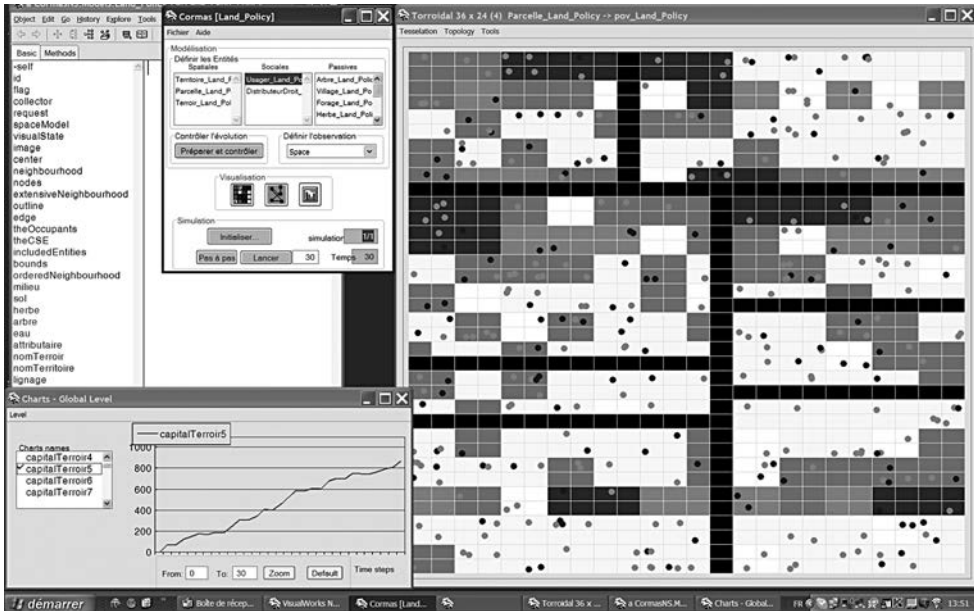 Object Edit Go History Explore Tools
Basic Methods
-self
id
flag
collector
request
spaceModel
visualState
image
center
neighbourhood
nodes
extensiveNeighbourhood
outline
edge
theOccupants
theCSE
includedEntities
bounds
orderedNeighbourhood
milieu
sol
herbe
arbre
eau
attributaire
nomTerroir
nomTerritoire
lignage
Cormas [Land_Policy]
Fichier Aide
Modélisation
Définir les Entités
Spatiales Sociales Passives
Territoire_Land_F Usager_Land_Po Arbre_Land_Polic
Parcelle_Land_P DistributeurDroit_ Village_Land_Po
Terroir_Land_Pol Forage_Land_Po
Herbe_Land_Poli
Contrôler l'évolution Définir l'observation
Préparer et contrôler Space
Visualisation
Simulation
Initialiser... simulation 1/1
Pas à pas Lancer 30 Temps 30
Torroidal 36 x 24 (4) Parcelle_Land_Policy -> pov_Land_Policy
Tesselation Topology Tools
Charts - Global Level
Level
Charts names
capitalTerroir4
capitalTerroir5
capitalTerroir6
capitalTerroir7
capitalTerroir5
1000
800
600
400
200
0
From: 0 To: 30 Zoom Default Time steps
démarrer Boîte de récep... VisualWorks N... Cormas [Land... Torroidal 36 x ... a CormasNS.M... Charts - Global... FR 13:51